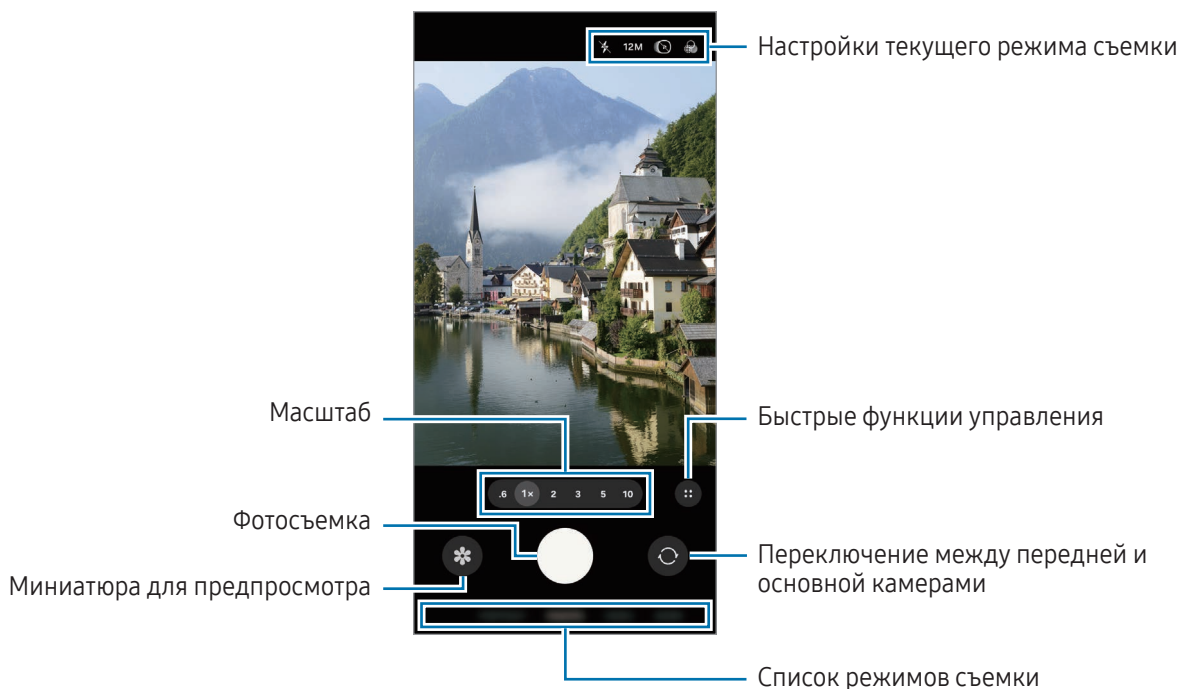 12M
Настройки текущего режима съемки
Масштаб
Быстрые функции управления
.6 1× 2 3 5 10
Фотосъемка
Переключение между передней и
основной камерами
Миниатюра для предпросмотра
Список режимов съемки